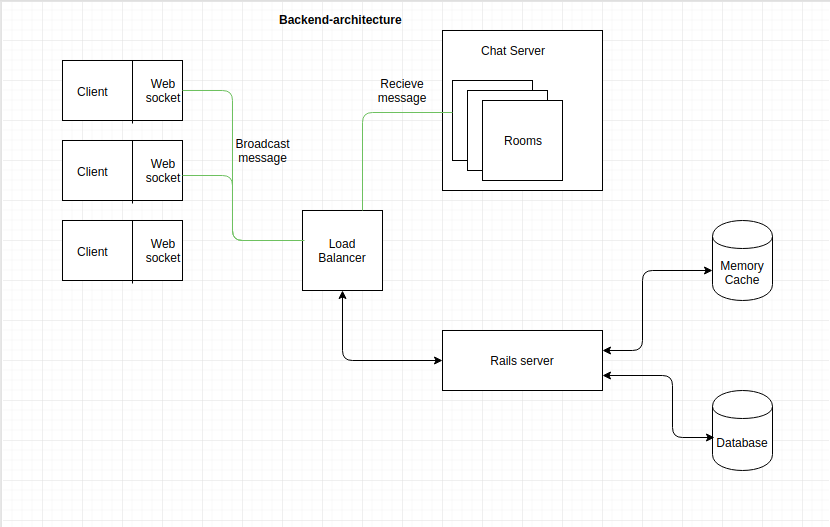 Backend-architecture
Chat Server
Client
Web
socket
Recieve
message
Rooms
Broadcast
message
Client
Web
socket
Client
Web
socket
Load
Balancer
Memory
Cache
Rails server
Database